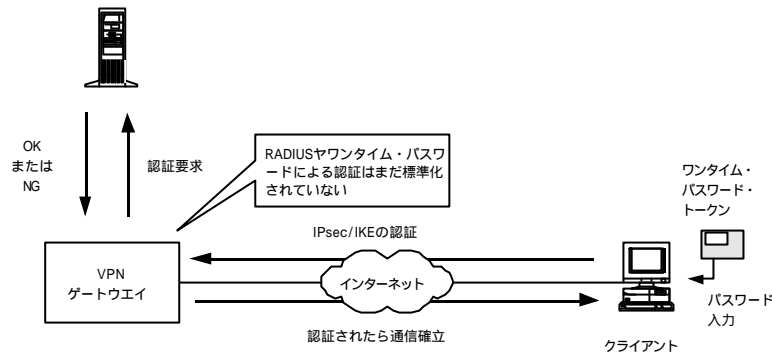 OK
または
NG
認証要求
RADIUSヤワンタイム・パスワ
ードによる認証はまだ標準化
されていない
ワンタイム・
パスワード・
トークン
IPsec/IKEの認証
VPN
ゲートウエイ
インターネット
パスワード
入力
認証されたら通信確立
クライアント